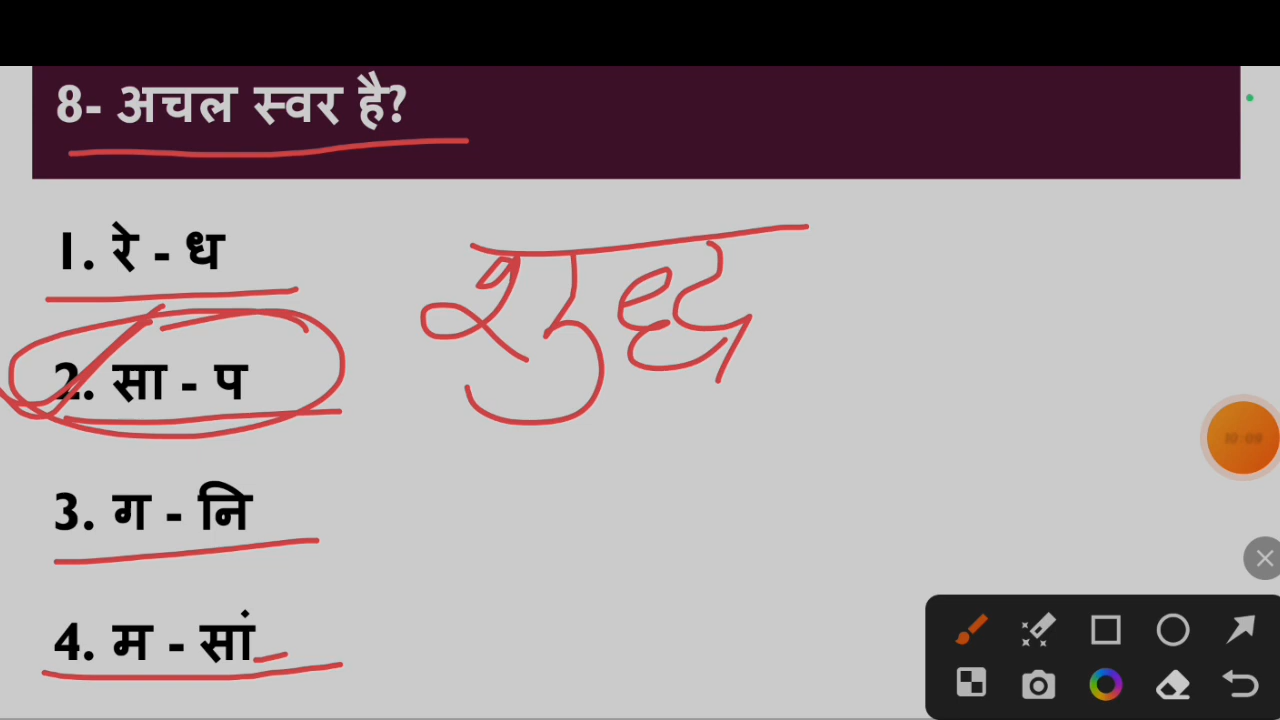 8- अचल स्वर है?
1. रे - ध
शुद्ध
2. सा - प
3. ग - नि
4. म - सां